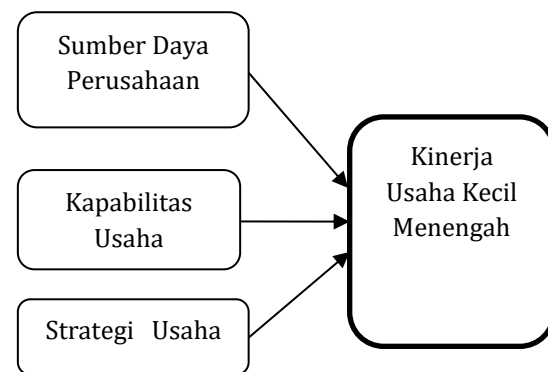 Sumber Daya
Perusahaan
Kapabilitas
Usaha
Strategi Usaha
Kinerja
Usaha Kecil
Menengah